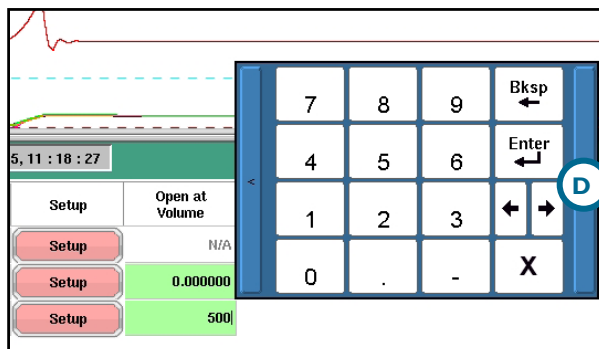 7 8 9 Bksp
4 5 6 Enter
5, 11 : 18 : 27
<
D
Setup Open at Volume
1 2 3
Setup N/A
0 . - X
Setup 0.000000
Setup 500